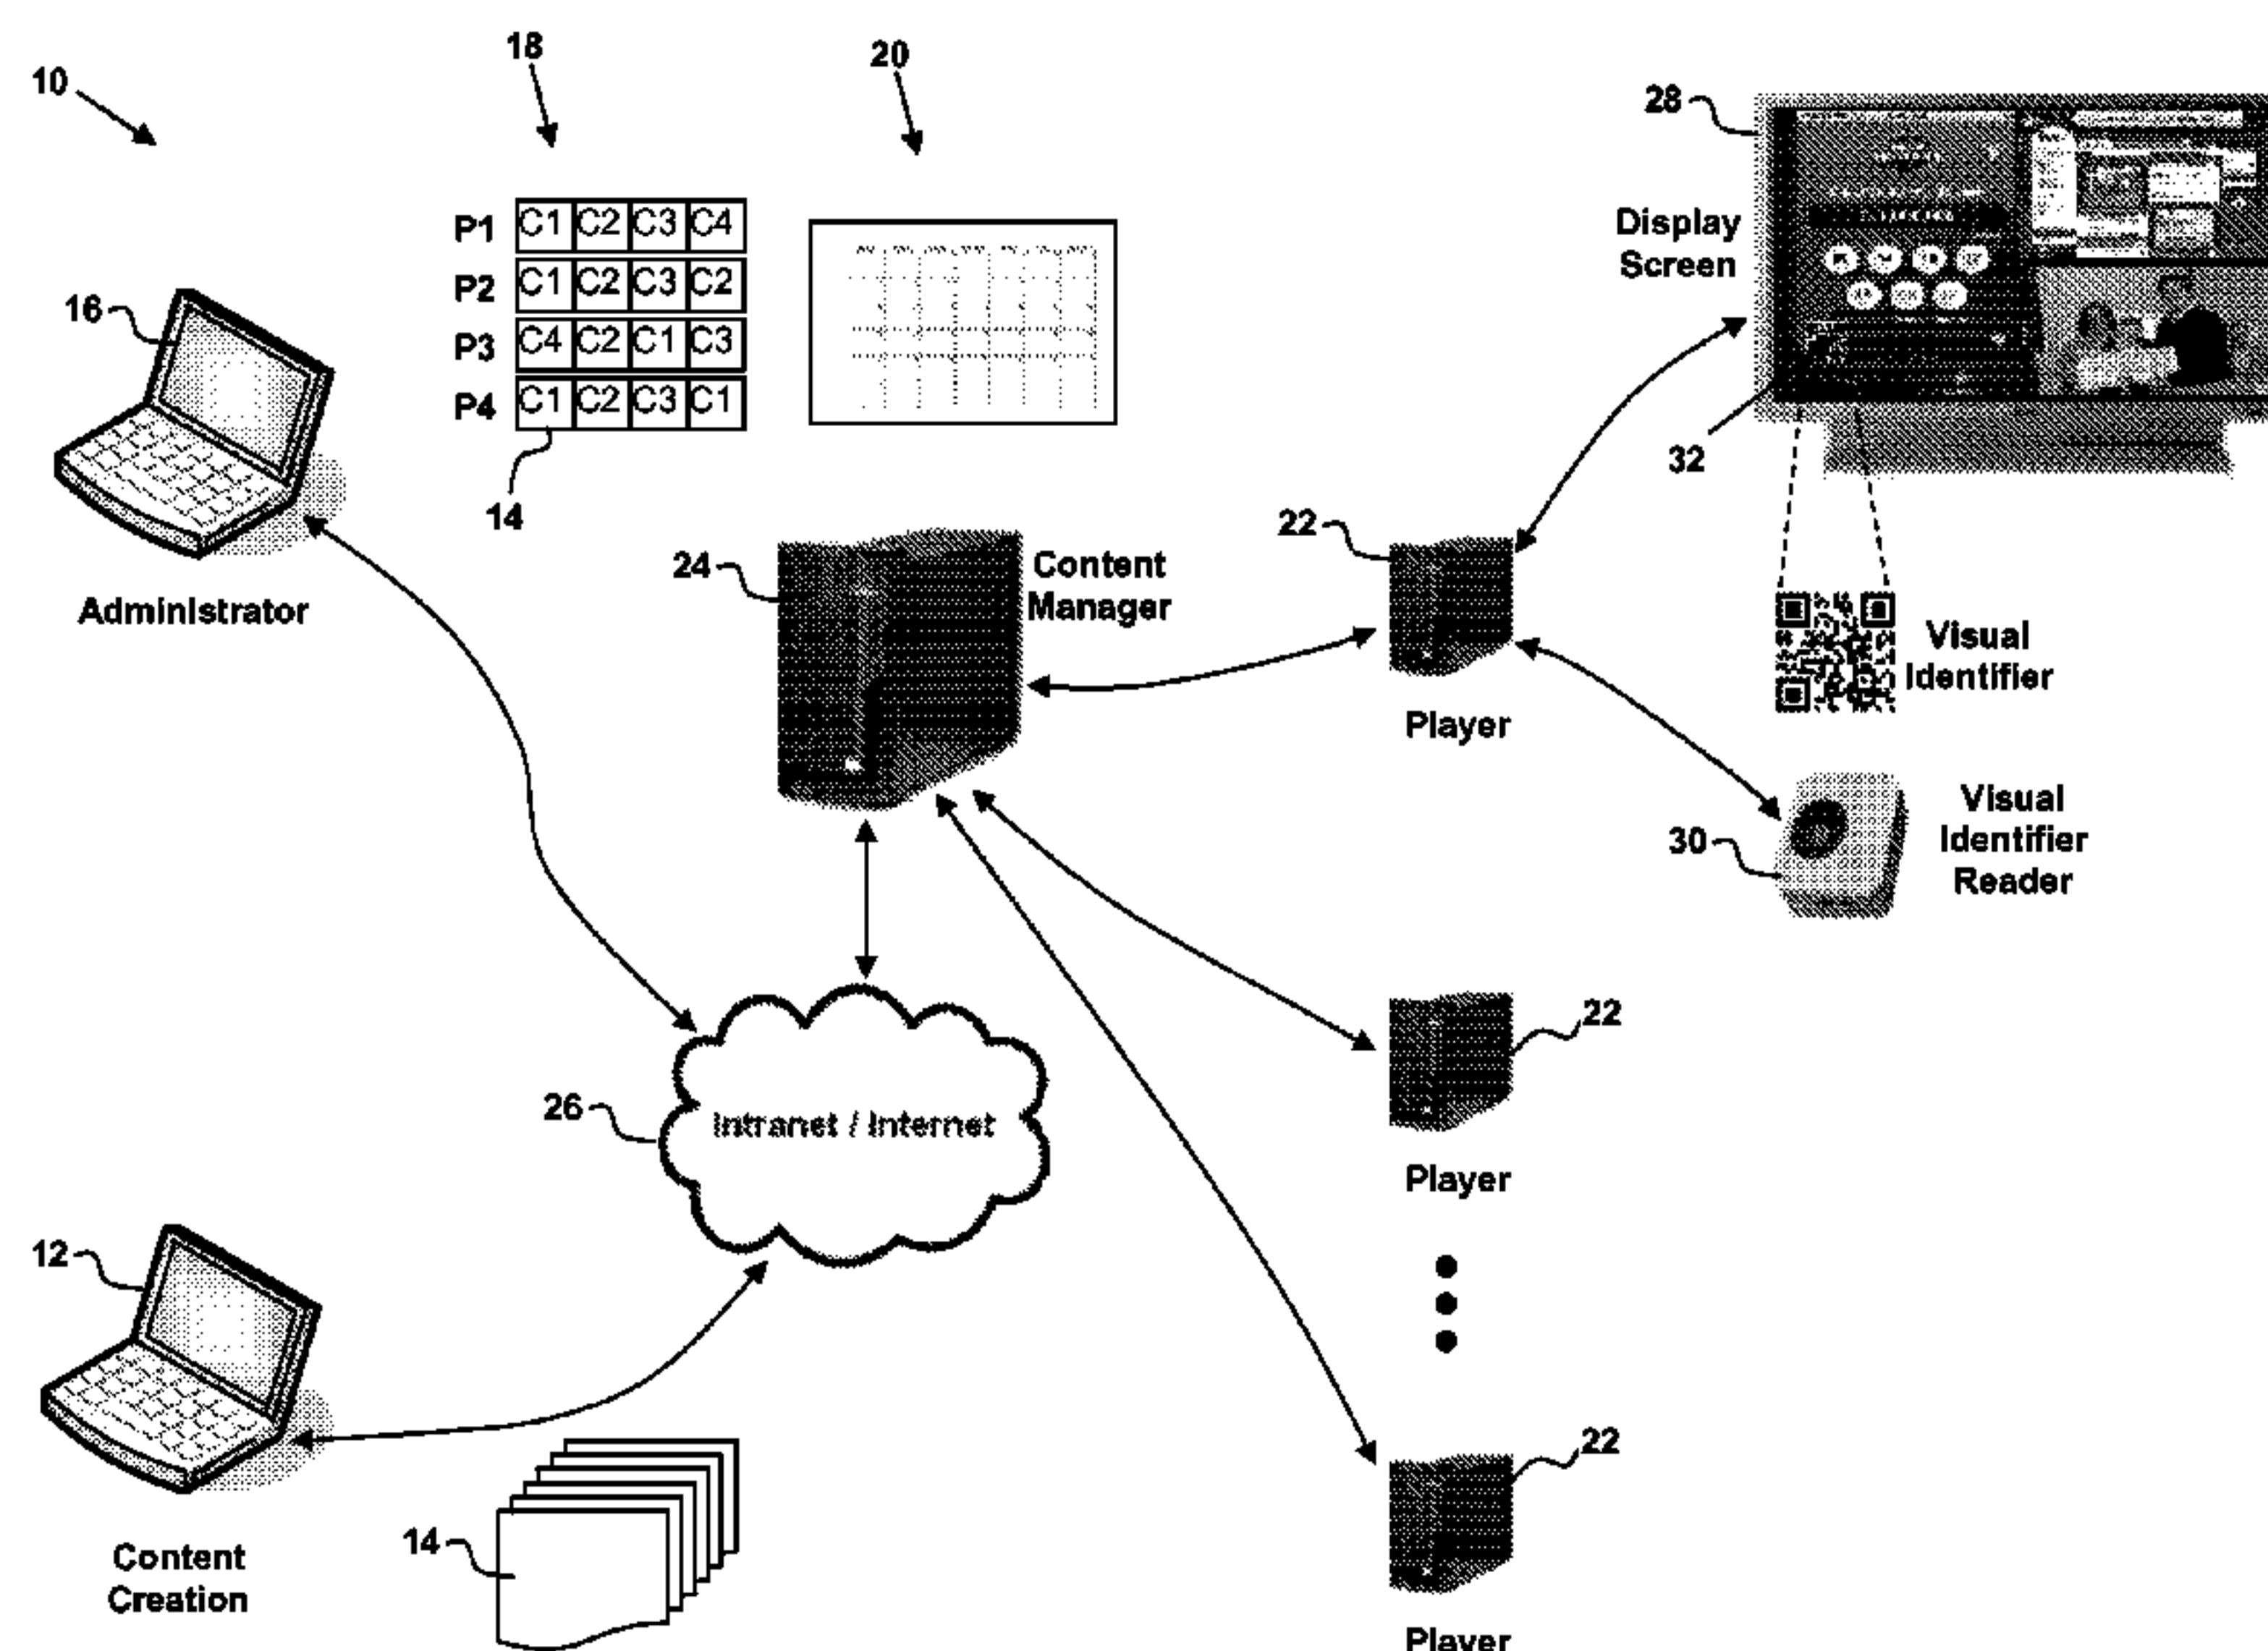 10
18
20
28
P1 C1 C2 C3 C4
P2 C1 C2 C3 C2
P3 C4 C2 C1 C3
P4 C1 C2 C3 C1
14
16
Administrator
Display
Screen
32
24
Content
Manager
22
Player
Visual
Identifier
30
Visual
Identifier
Reader
26
Intranet / Internet
22
Player
12
Content
Creation
14
22
Player